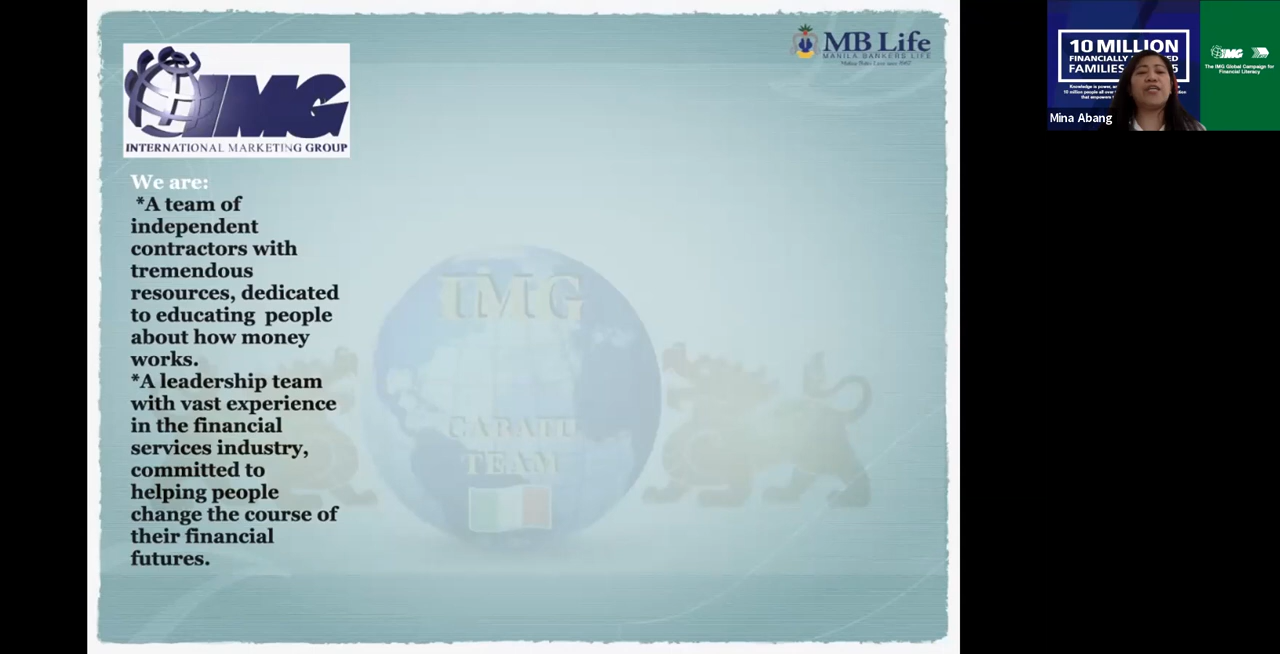 IMG
INTERNATIONAL MARKETING GROUP
MB Life
MANILA BANKERS LIFE
We are:
*A team of
independent
contractors with
tremendous
resources, dedicated
to educating people
about how money
works.
*A leadership team
with vast experience
in the financial
services industry,
committed to
helping people
change the course of
their financial
futures.
IMG
TEAM
10 MILLION
FINANCIALLY
FAMILIES
Mina Abang
IMG
The IMG Global Campaign for
Financial Literacy